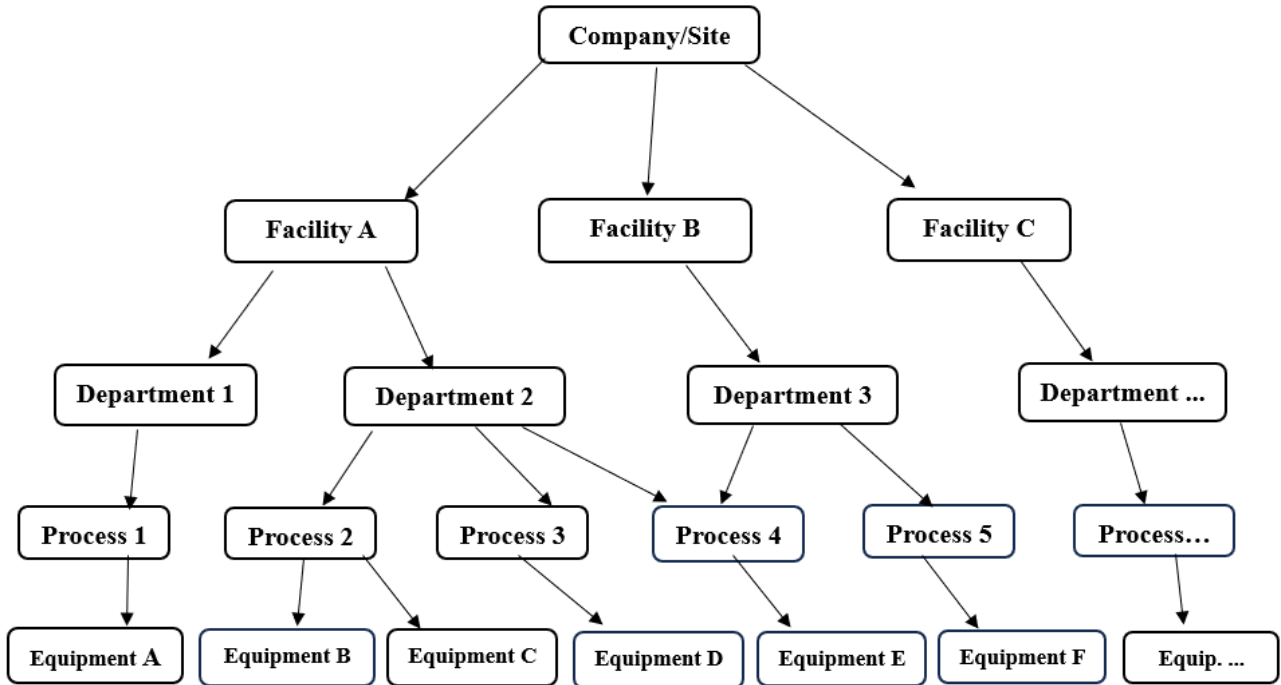 Company/Site
Facility A
Facility B
Facility C
Department 1
Department 2
Department 3
Department ...
Process 1
Process 2
Process 3
Process 4
Process 5
Process…
Equipment A
Equipment B
Equipment C
Equipment D
Equipment E
Equipment F
Equip. ...